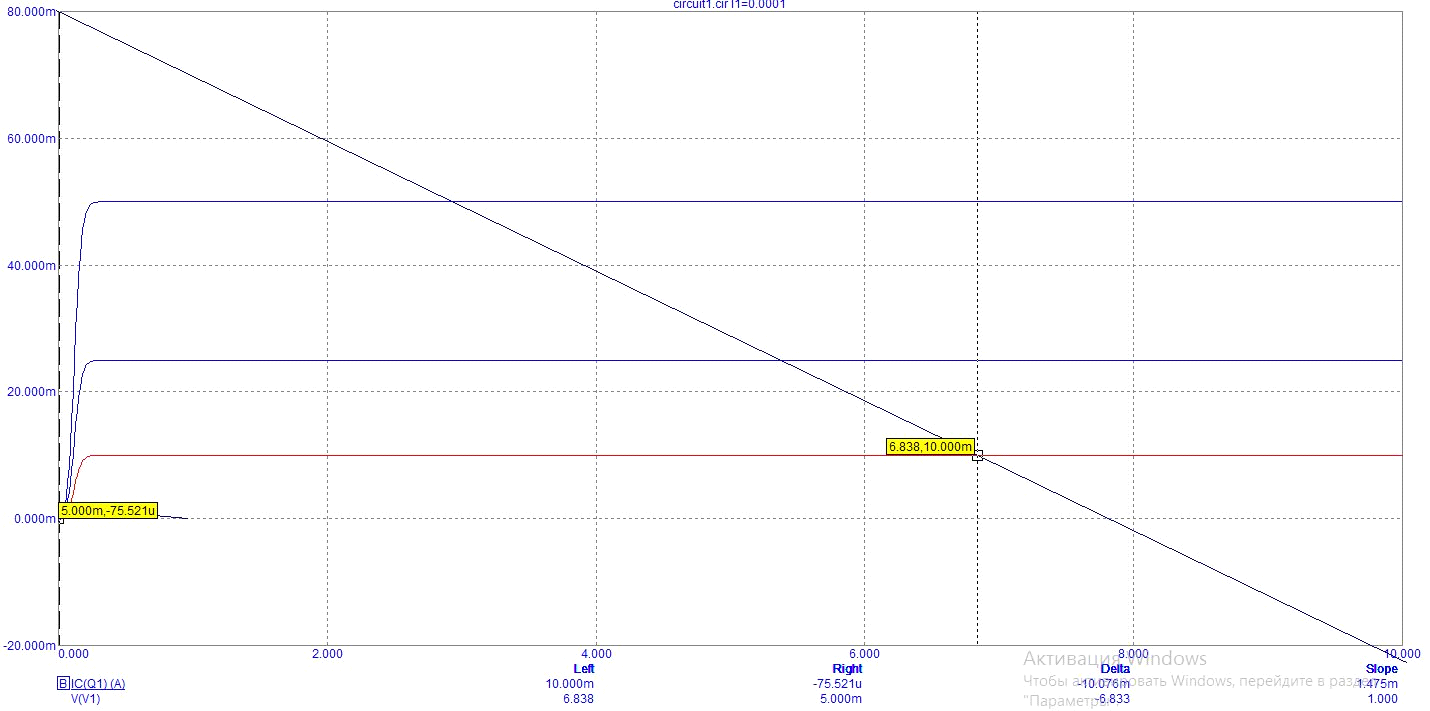 circuit1.cir I1=0.0001
80.000m
60.000m
40.000m
20.000m
0.000m
-20.000m
6.838,10.000m
5.000m,-75.521u
0.000 2.000 4.000 6.000 8.000 10.000
Left Right Delta Slope
B IC(Q1) (A) 10.000m -75.521u -10.076m 1.475m
V(V1) 6.838 5.000m -6.833 1.000
Активация Windows
Чтобы активировать Windows, перейдите в раздел
"Параметры"